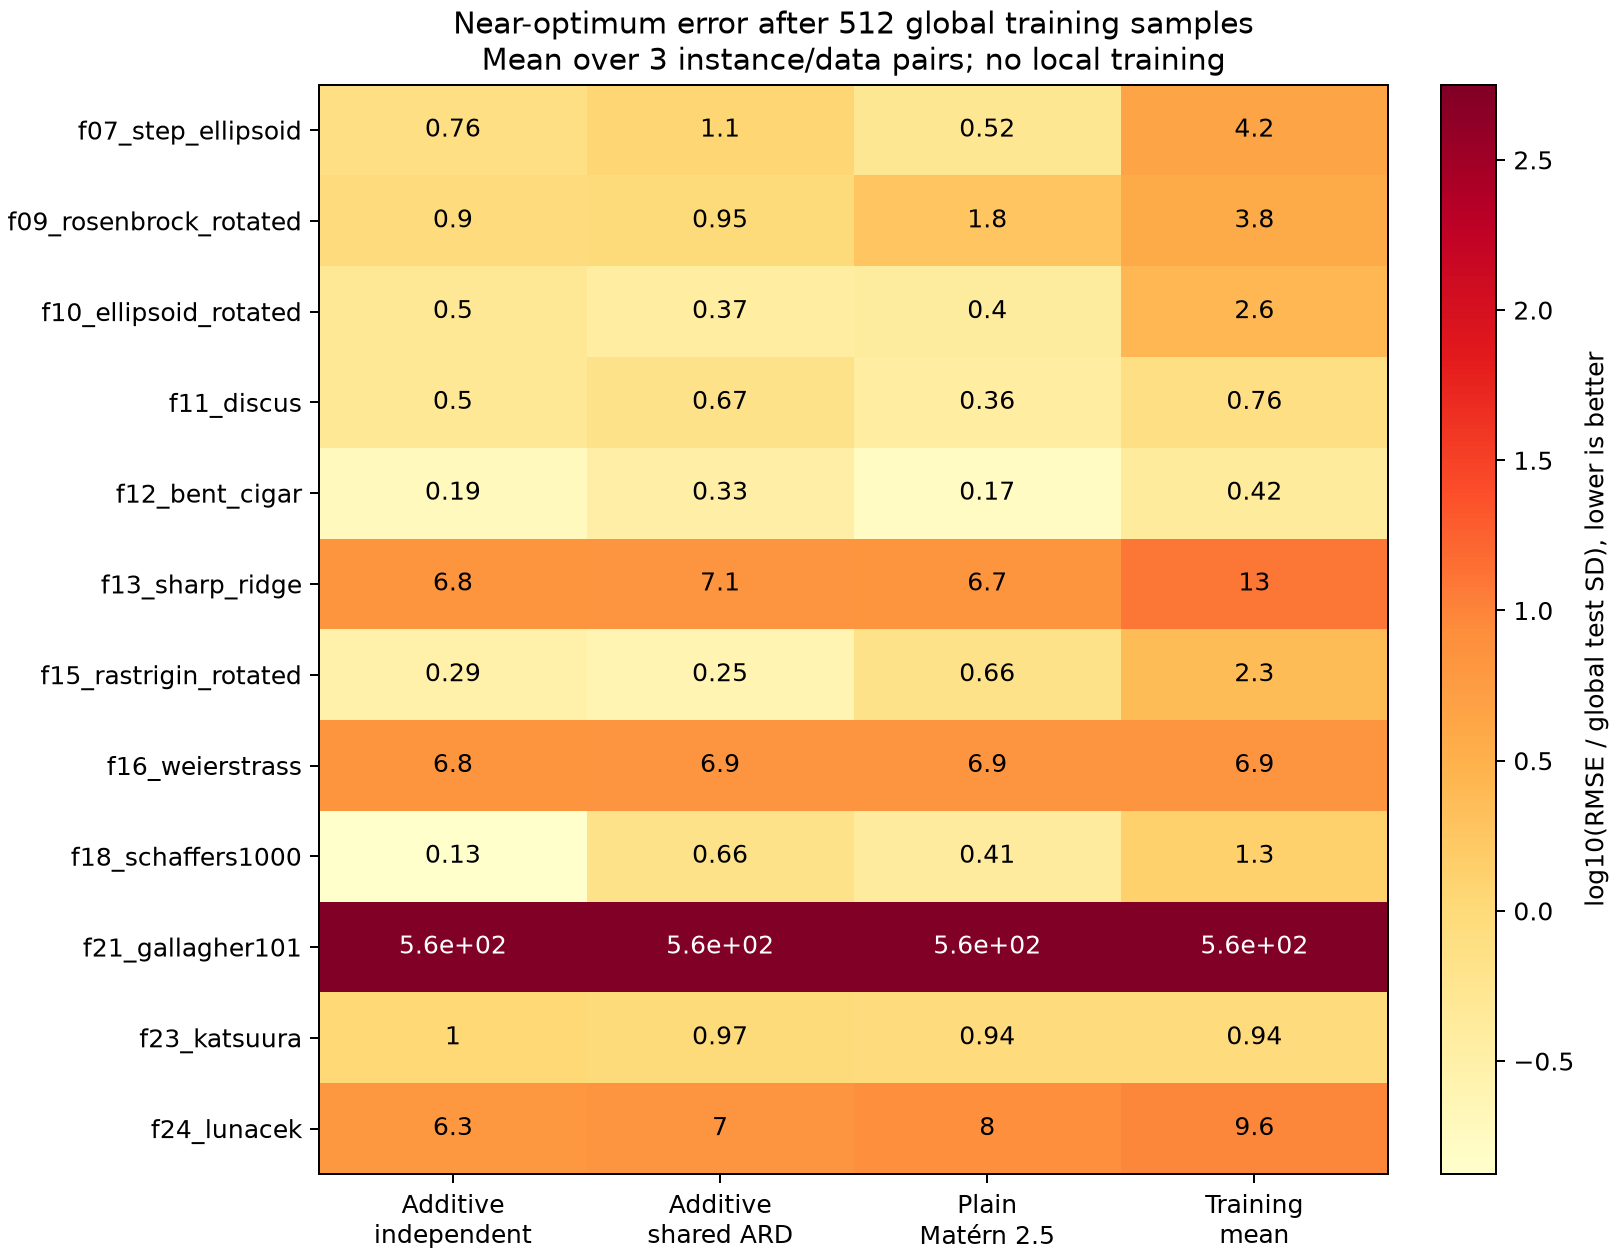 Near-optimum error after 512 global training samples
Mean over 3 instance/data pairs; no local training
f07_step_ellipsoid 0.76 1.1 0.52 4.2
f09_rosenbrock_rotated 0.9 0.95 1.8 3.8
f10_ellipsoid_rotated 0.5 0.37 0.4 2.6
f11_discus 0.5 0.67 0.36 0.76
f12_bent_cigar 0.19 0.33 0.17 0.42
f13_sharp_ridge 6.8 7.1 6.7 13
f15_rastrigin_rotated 0.29 0.25 0.66 2.3
f16_weierstrass 6.8 6.9 6.9 6.9
f18_schaffers1000 0.13 0.66 0.41 1.3
f21_gallagher101 5.6e+02 5.6e+02 5.6e+02 5.6e+02
f23_katsuura 1 0.97 0.94 0.94
f24_lunacek 6.3 7 8 9.6
Additive
independent
Additive
shared ARD
Plain
Matérn 2.5
Training
mean
2.5
2.0
1.5
1.0
0.5
0.0
−0.5
log10(RMSE / global test SD), lower is better